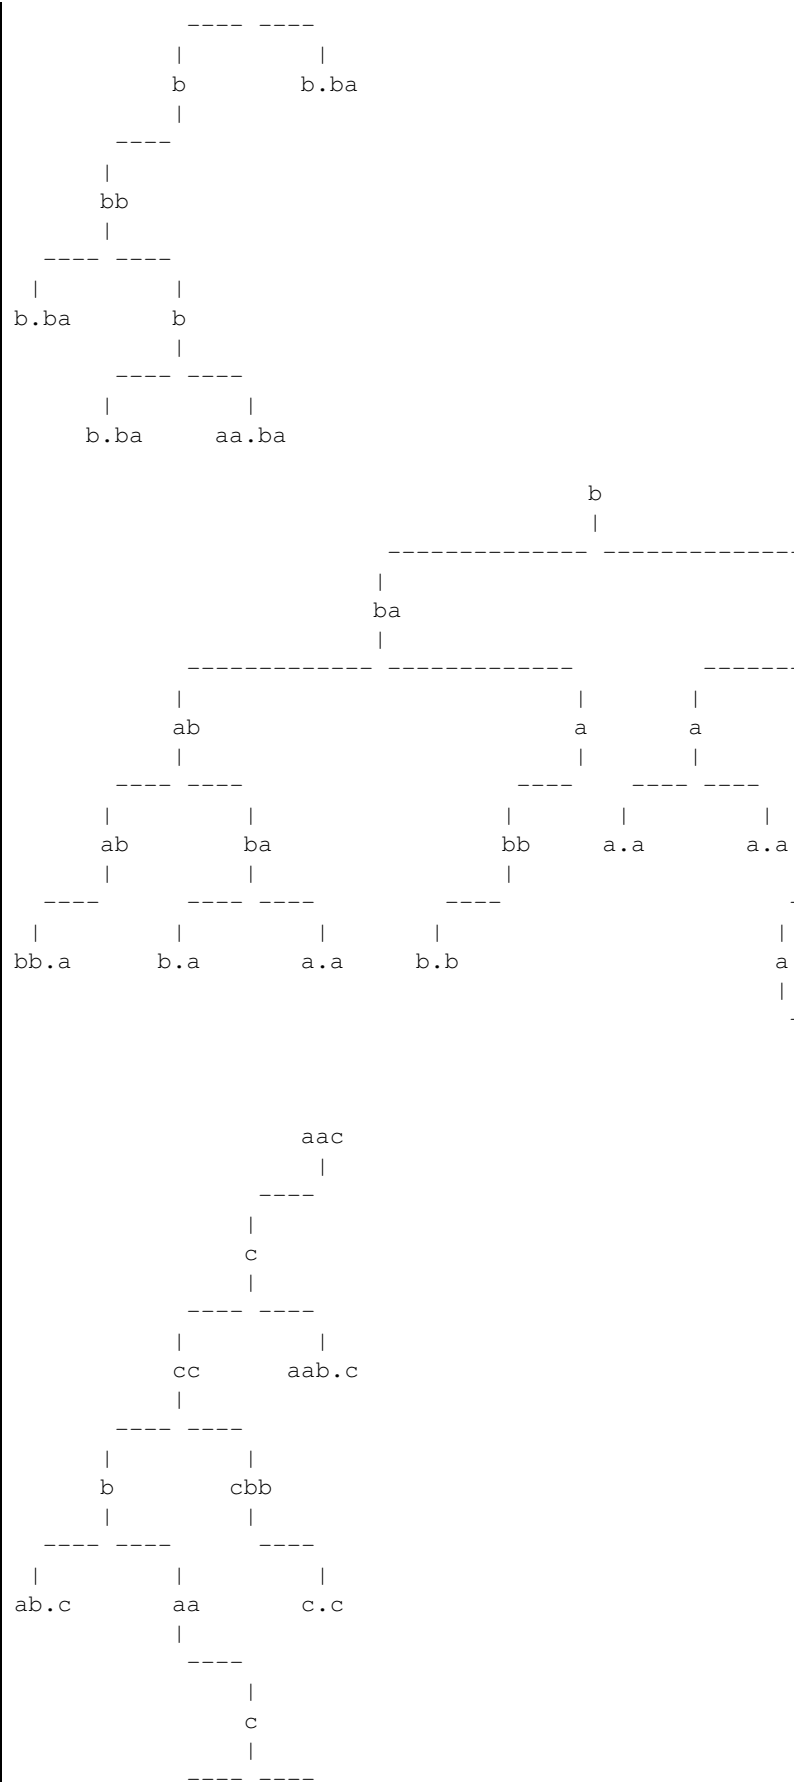 ---- ----
         |         |
         b        b.ba
         |
     ----
    |
    bb
    |
---- ----
 |         |
b.ba       b
           |
       ---- ----
      |         |
     b.ba     aa.ba
                                        b
                                        |
                          -------------- --------------
                         |
                         ba
                         |
            ------------- -------------         -------
           |                           |       |
           ab                          a       a
           |                           |       |
       ---- ----                   ----    ---- ----
      |         |                 |       |         |
      ab        ba                bb     a.a       a.a
      |         |                 |
  ----      ---- ----         ----                   -
 |         |         |       |                       |
bb.a      b.a       a.a     b.b                      a
                                                     |
                                                      -
                    aac
                     |
                 ----
                |
                c
                |
            ---- ----
           |         |
           cc      aab.c
           |
       ---- ----
      |         |
      b        cbb
      |         |
  ---- ----      ----
 |         |         |
ab.c       aa       c.c
           |
            ----
                |
                c
                |
            ---- ----